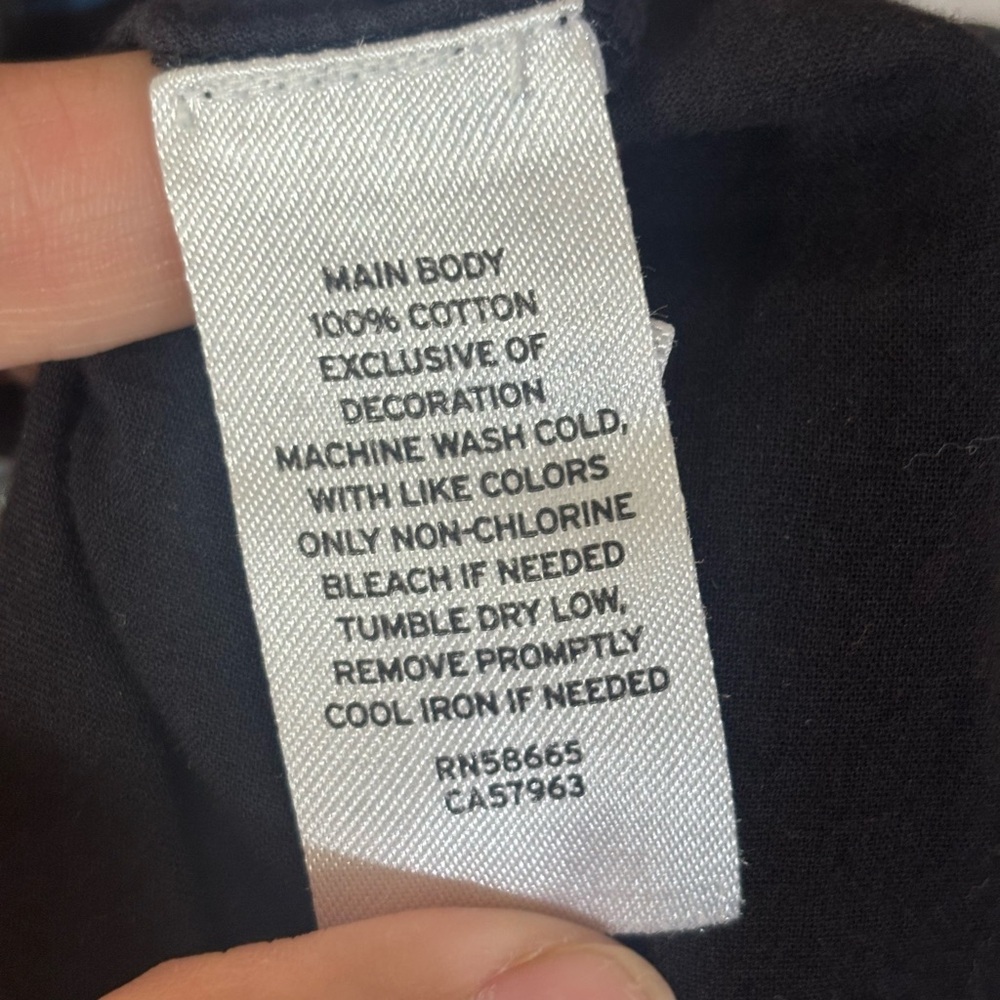 MAIN BODY
100% COTTON
EXCLUSIVE OF
DECORATION
MACHINE WASH COLD,
WITH LIKE COLORS
ONLY NON-CHLORINE
BLEACH IF NEEDED
TUMBLE DRY LOW,
REMOVE PROMPTLY
COOL IRON IF NEEDED
RN58665
CA57963